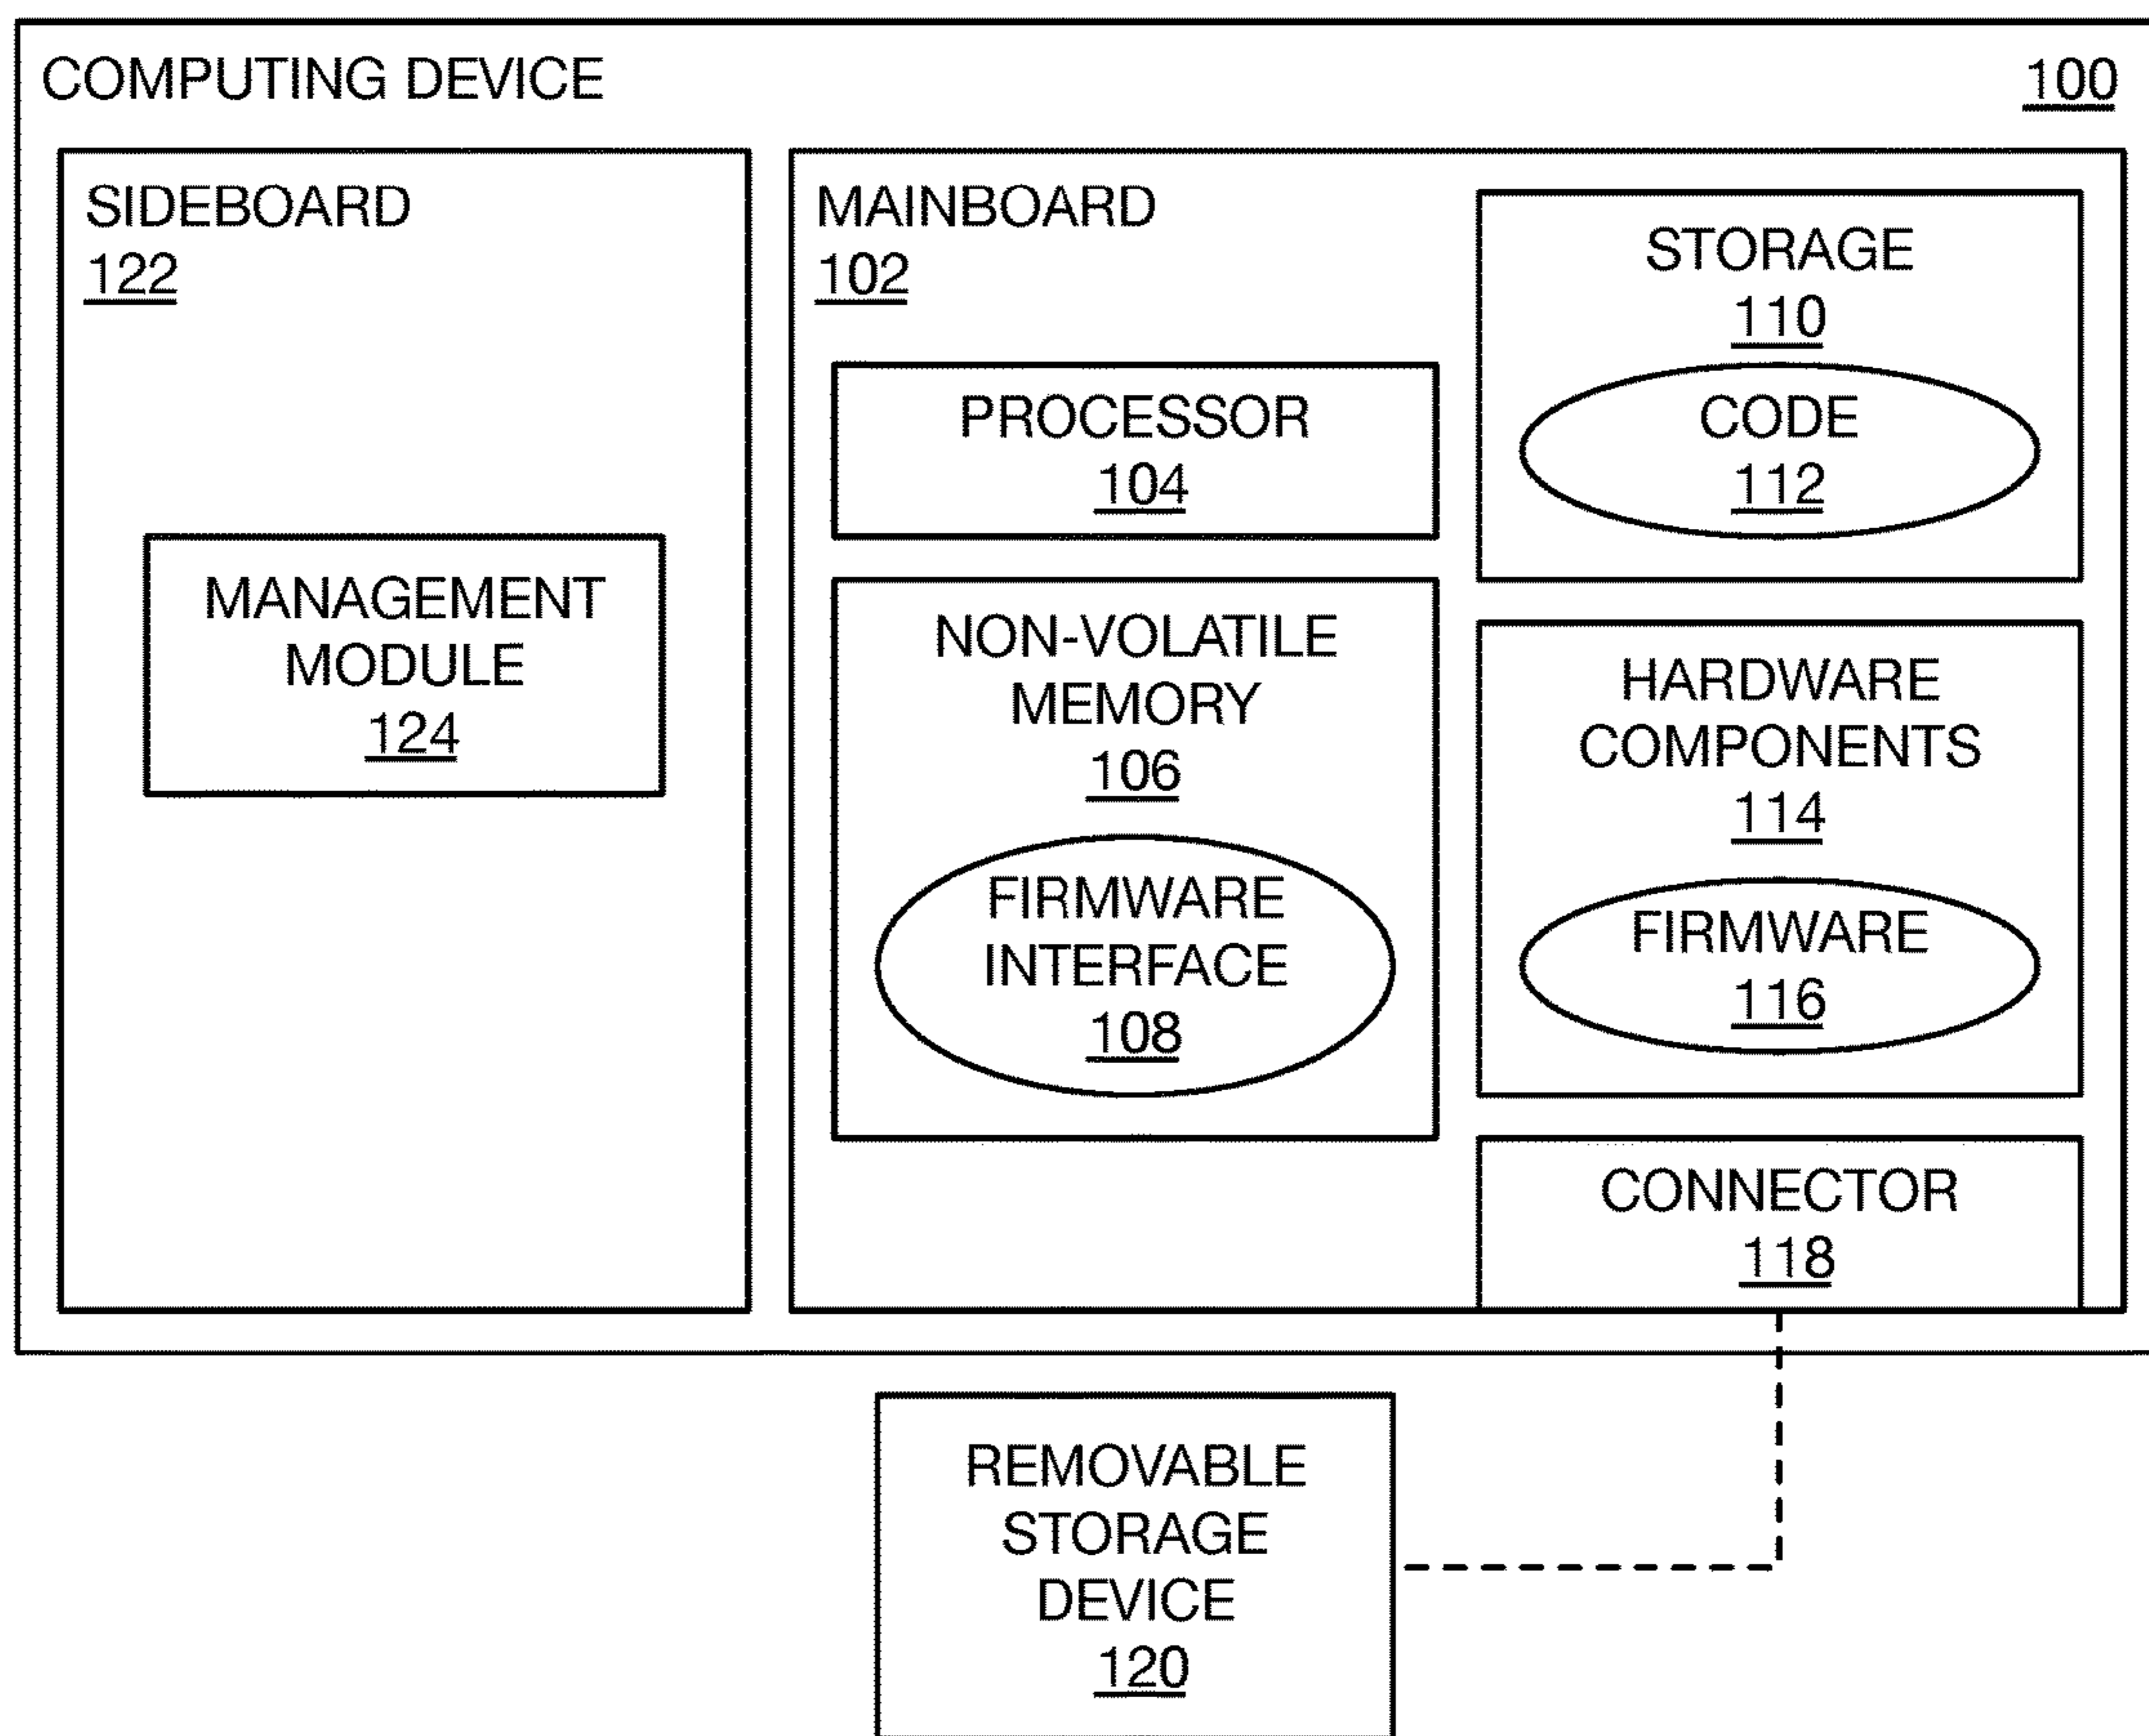 COMPUTING DEVICE
100
SIDEBOARD
122
MANAGEMENT
MODULE
124
MAINBOARD
102
PROCESSOR
104
NON-VOLATILE
MEMORY
106
FIRMWARE
INTERFACE
108
STORAGE
110
CODE
112
HARDWARE
COMPONENTS
114
FIRMWARE
116
CONNECTOR
118
REMOVABLE
STORAGE
DEVICE
120